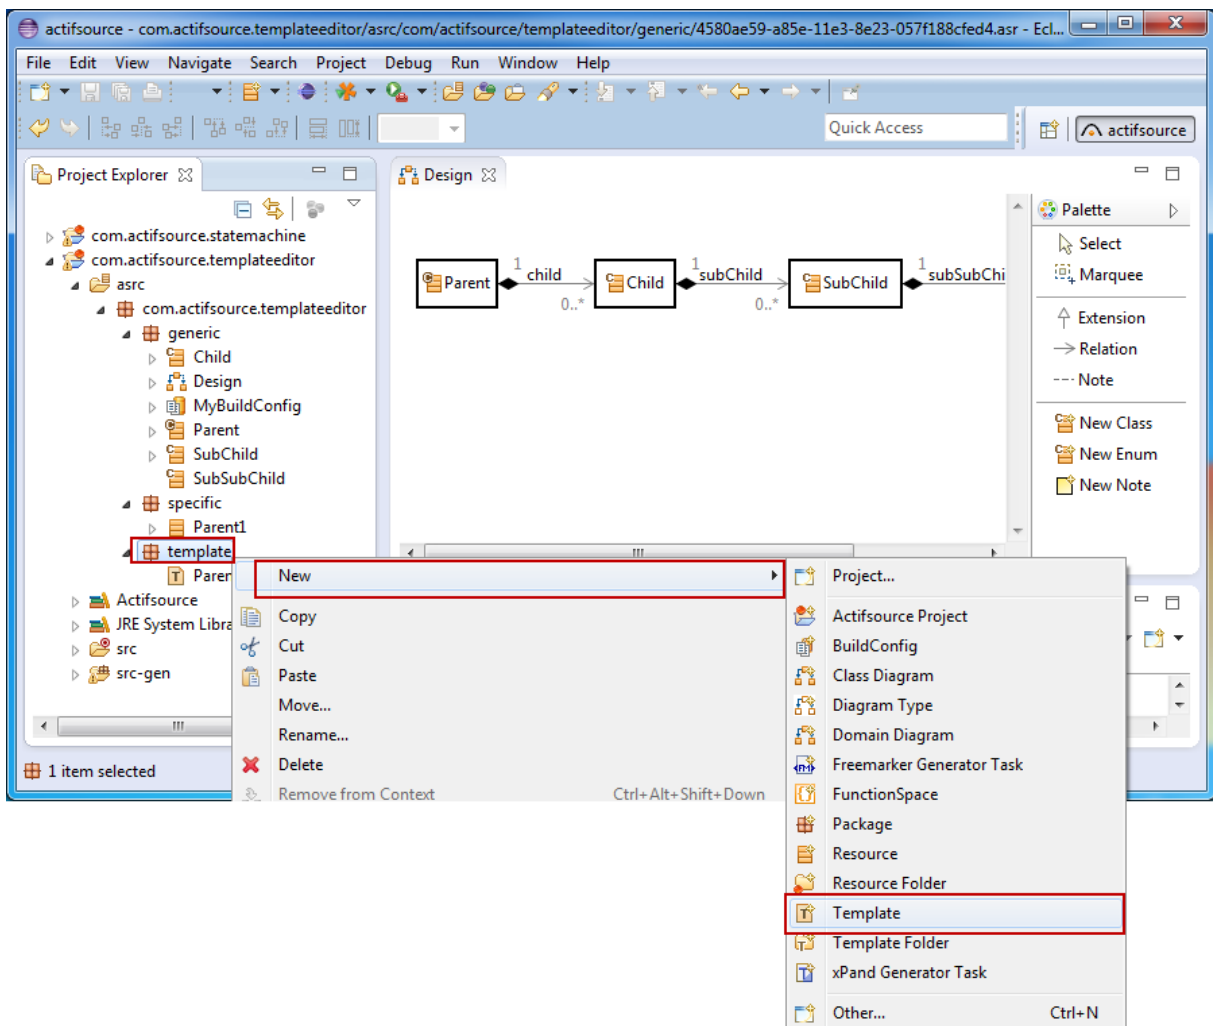 actifsource - com.actifsource.templateeditor/asrc/com/actifsource/templateeditor/generic/4580ae59-a85e-11e3-8e23-057f188cfed4.asr - Ecl...
File Edit View Navigate Search Project Debug Run Window Help
Quick Access
actifsource
Project Explorer
Design
Palette
com.actifsource.statemachine
com.actifsource.templateeditor
asrc
com.actifsource.templateeditor
generic
Child
Design
MyBuildConfig
Parent
SubChild
SubSubChild
specific
Parent1
template
Paren
Actifsource
JRE System Libra
src
src-gen
1 item selected
Parent
1
child
0..*
Child
1
subChild
0..*
SubChild
1
subSubChi
Select
Marquee
Extension
Relation
Note
New Class
New Enum
New Note
New
Copy
Cut
Paste
Move...
Rename...
Delete
Remove from Context Ctrl+Alt+Shift+Down
Project...
Actifsource Project
BuildConfig
Class Diagram
Diagram Type
Domain Diagram
Freemarker Generator Task
FunctionSpace
Package
Resource
Resource Folder
Template
Template Folder
xPand Generator Task
Other... Ctrl+N